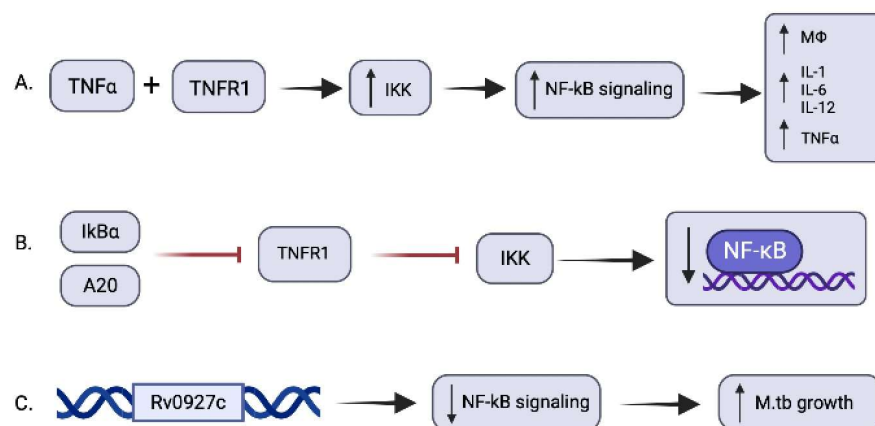 A. TNFα + TNFR1 ↑ IKK ↑ NF-kB signaling ↑ MΦ
↑ IL-1
IL-6
IL-12
↑ TNFα
B. IkBα TNFR1 IKK ↓ NF-κB
A20
C. Rv0927c ↓ NF-kB signaling ↑ M.tb growth